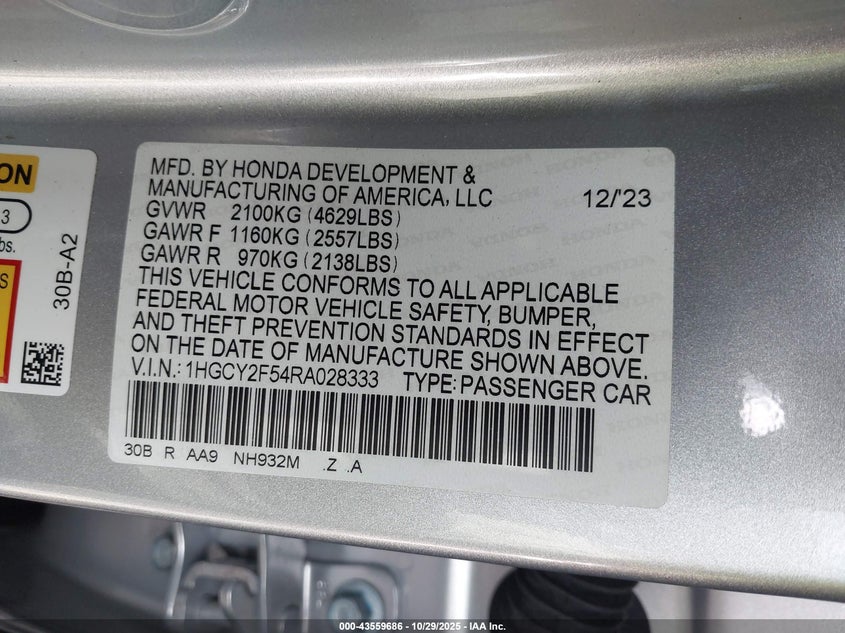 ON
3
bs.
S
30B-A2
MFD. BY HONDA DEVELOPMENT &
MANUFACTURING OF AMERICA, LLC 12/'23
GVWR 2100KG (4629LBS)
GAWR F 1160KG (2557LBS)
GAWR R 970KG (2138LBS)
THIS VEHICLE CONFORMS TO ALL APPLICABLE
FEDERAL MOTOR VEHICLE SAFETY, BUMPER,
AND THEFT PREVENTION STANDARDS IN EFFECT
ON THE DATE OF MANUFACTURE SHOWN ABOVE.
V.I.N.: 1HGCY2F54RA028333 TYPE: PASSENGER CAR
30B R AA9 NH932M .Z .A
000-43559686 - 10/29/2025 - IAA Inc.